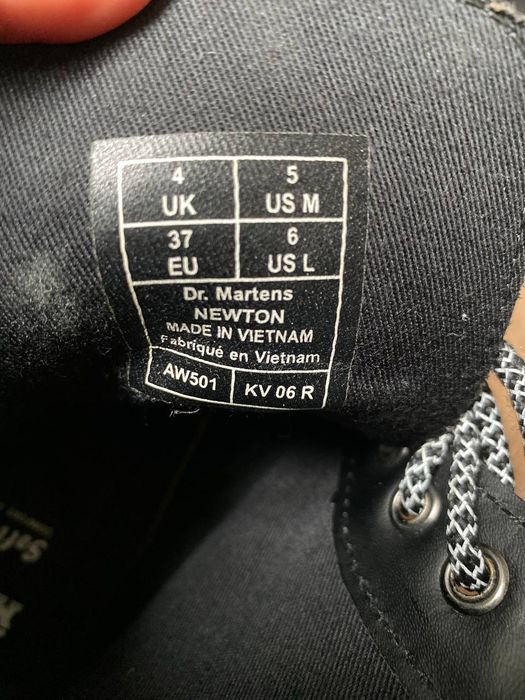 4
UK
5
US M
37
EU
6
US L
Dr. Martens
NEWTON
MADE IN VIETNAM
Fabriqué en Vietnam
AW501
KV 06 R